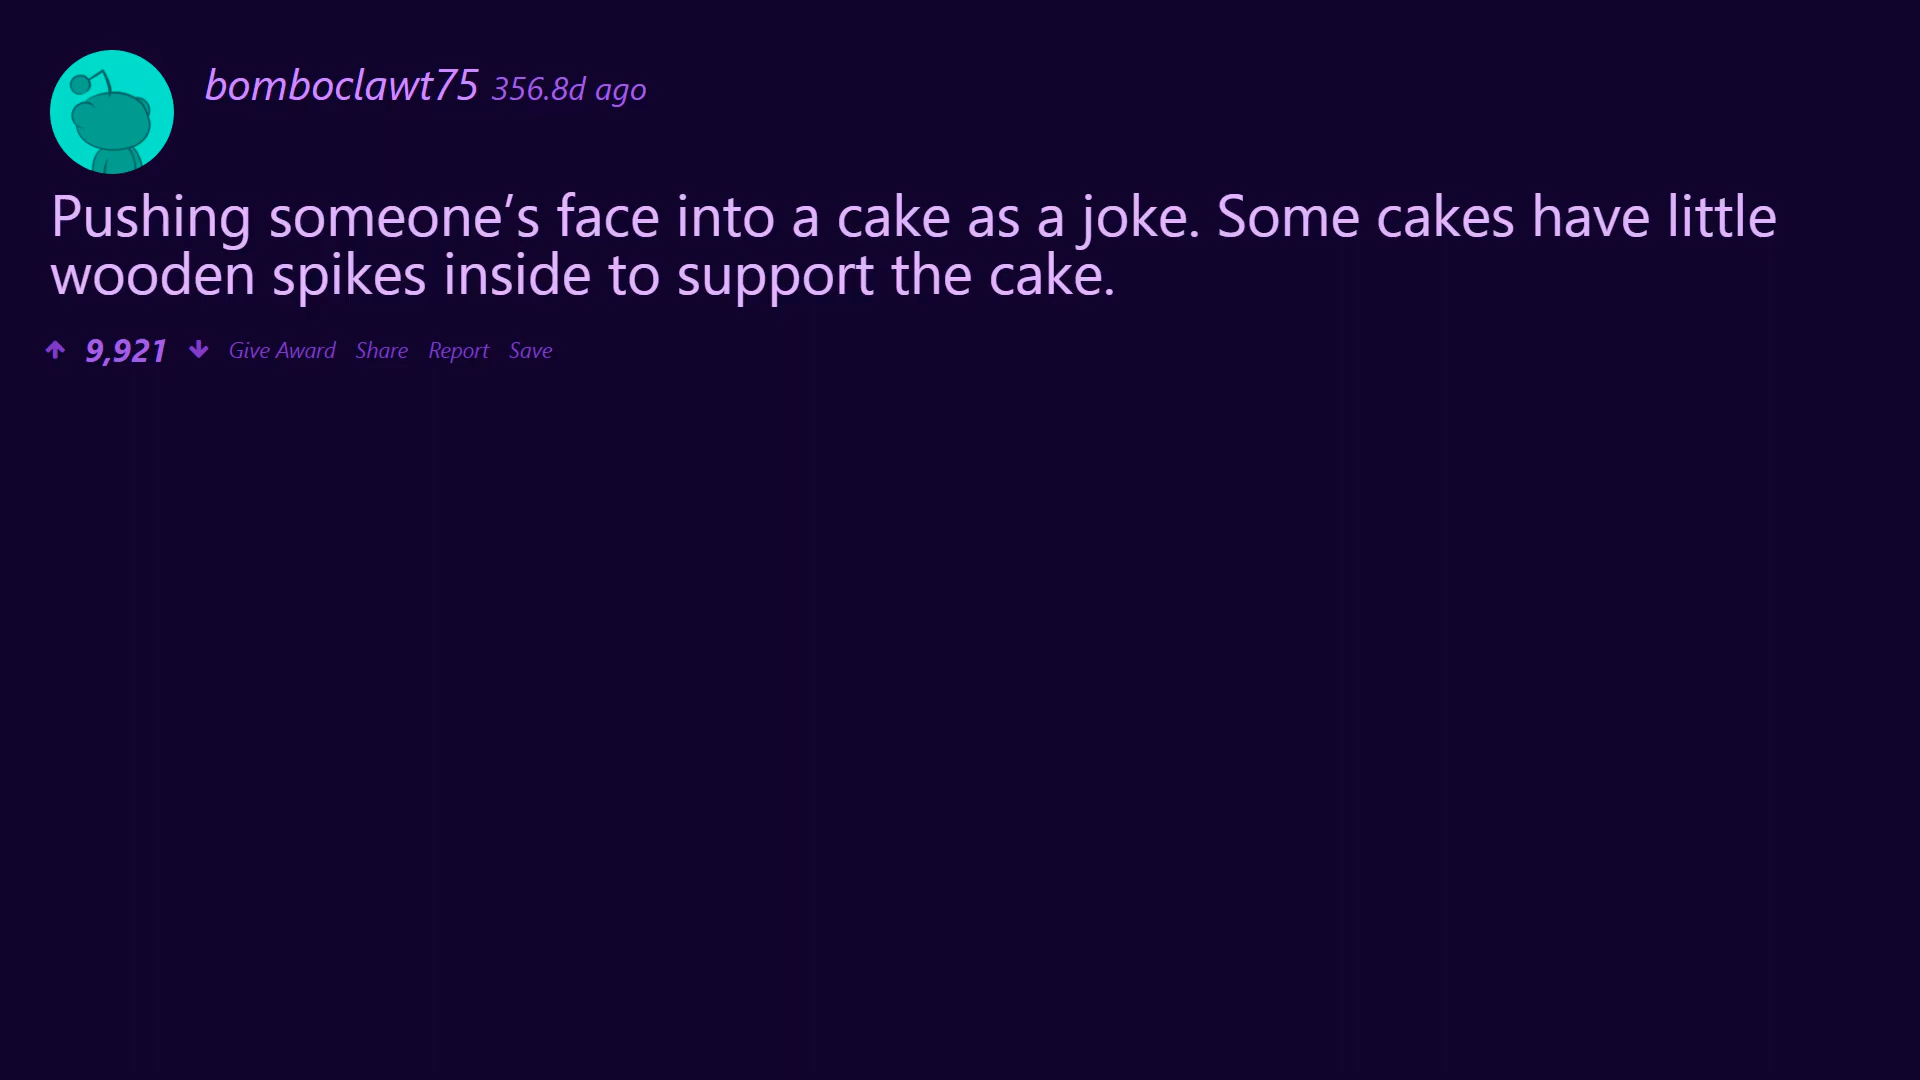 bomboclawt75 356.8d ago
Pushing someone’s face into a cake as a joke. Some cakes have little
wooden spikes inside to support the cake.
9,921 Give Award Share Report Save